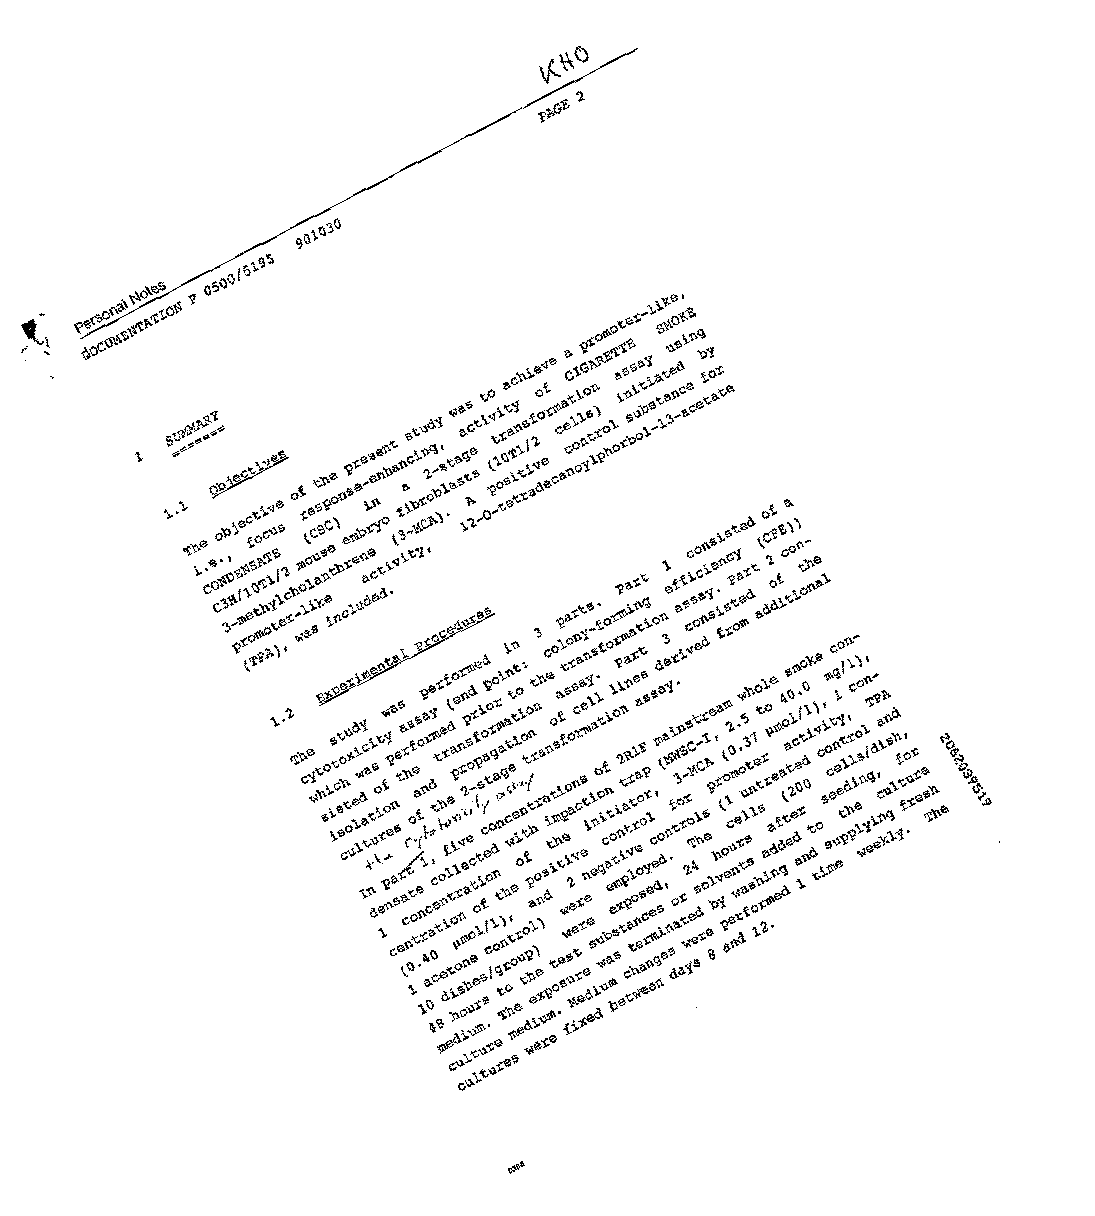 KHO
PAGE 2
Personal Notes
dOCUMENTATION P 0500/5195 901030
1 SUMMARY
=======
1.1 Objectives
The objective of the present study was to achieve a promoter-like,
i.e., focus response-enhancing, activity of CIGARETTE SMOKE
CONDENSATE (CSC) in a 2-stage transformation assay using
C3H/10T1/2 mouse embryo fibroblasts (10T1/2 cells) initiated by
3-methylcholanthrene (3-MCA). A positive control substance for
promoter-like activity, 12-O-tetradecanoylphorbol-13-acetate
(TPA), was included.
1.2 Experimental Procedures
The study was performed in 3 parts. Part 1 consisted of a
cytotoxicity assay (end point: colony-forming efficiency (CFE))
which was performed prior to the transformation assay. Part 2 con-
sisted of the transformation assay. Part 3 consisted of the
isolation and propagation of cell lines derived from additional
cultures of the 2-stage transformation assay.
the cytotoxicity assay
In part 1, five concentrations of 2R1F mainstream whole smoke con-
densate collected with impaction trap (MWSC-I, 2.5 to 40.0 mg/l),
1 concentration of the initiator, 3-MCA (0.37 µmol/l), 1 con-
centration of the positive control for promoter activity, TPA
(0.40 µmol/l), and 2 negative controls (1 untreated control and
1 acetone control) were employed. The cells (200 cells/dish,
10 dishes/group) were exposed, 24 hours after seeding, for
48 hours to the test substances or solvents added to the culture
medium. The exposure was terminated by washing and supplying fresh
culture medium. Medium changes were performed 1 time weekly. The
cultures were fixed between days 8 and 12.